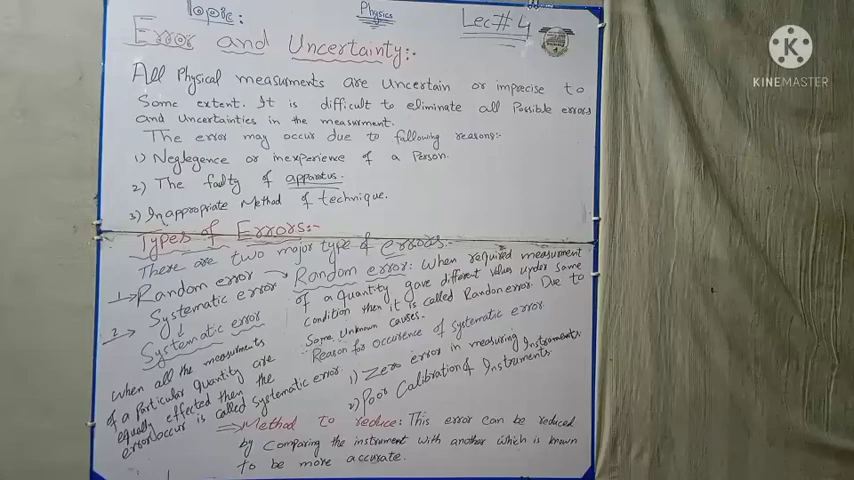 Topic:
Physics
Lec#4
Error and Uncertainty:.
All Physical measurments are uncertain or imprecise to
Some extent. It is difficult to eliminate all Possible errors
and uncertainties in the measurment.
The error may occur due to following reasons:-
1) Neglegence or inexperience of a Person.
2) The faulty of apparatus.
3) Inappropriate Method of technique.
Types of Errors:-
There are two major type of errors.
1) Random error
2) Systematic error
Systematic error
When all the measurments
of a Particular Quantity are
equally effected then the
error occur is called systematic error.
Random error: When required measurment
of a quantity gave different values under same
condition then it is called Random error. Due to
Some Unknown causes.
Reason for occurence of systematic error.
1) Zero error in measuring Instruments.
2) Poor Calibration of Instruments.
Method to reduce: This error can be reduced
by comparing the instrument with another which is known
to be more accurate.
KINEMASTER